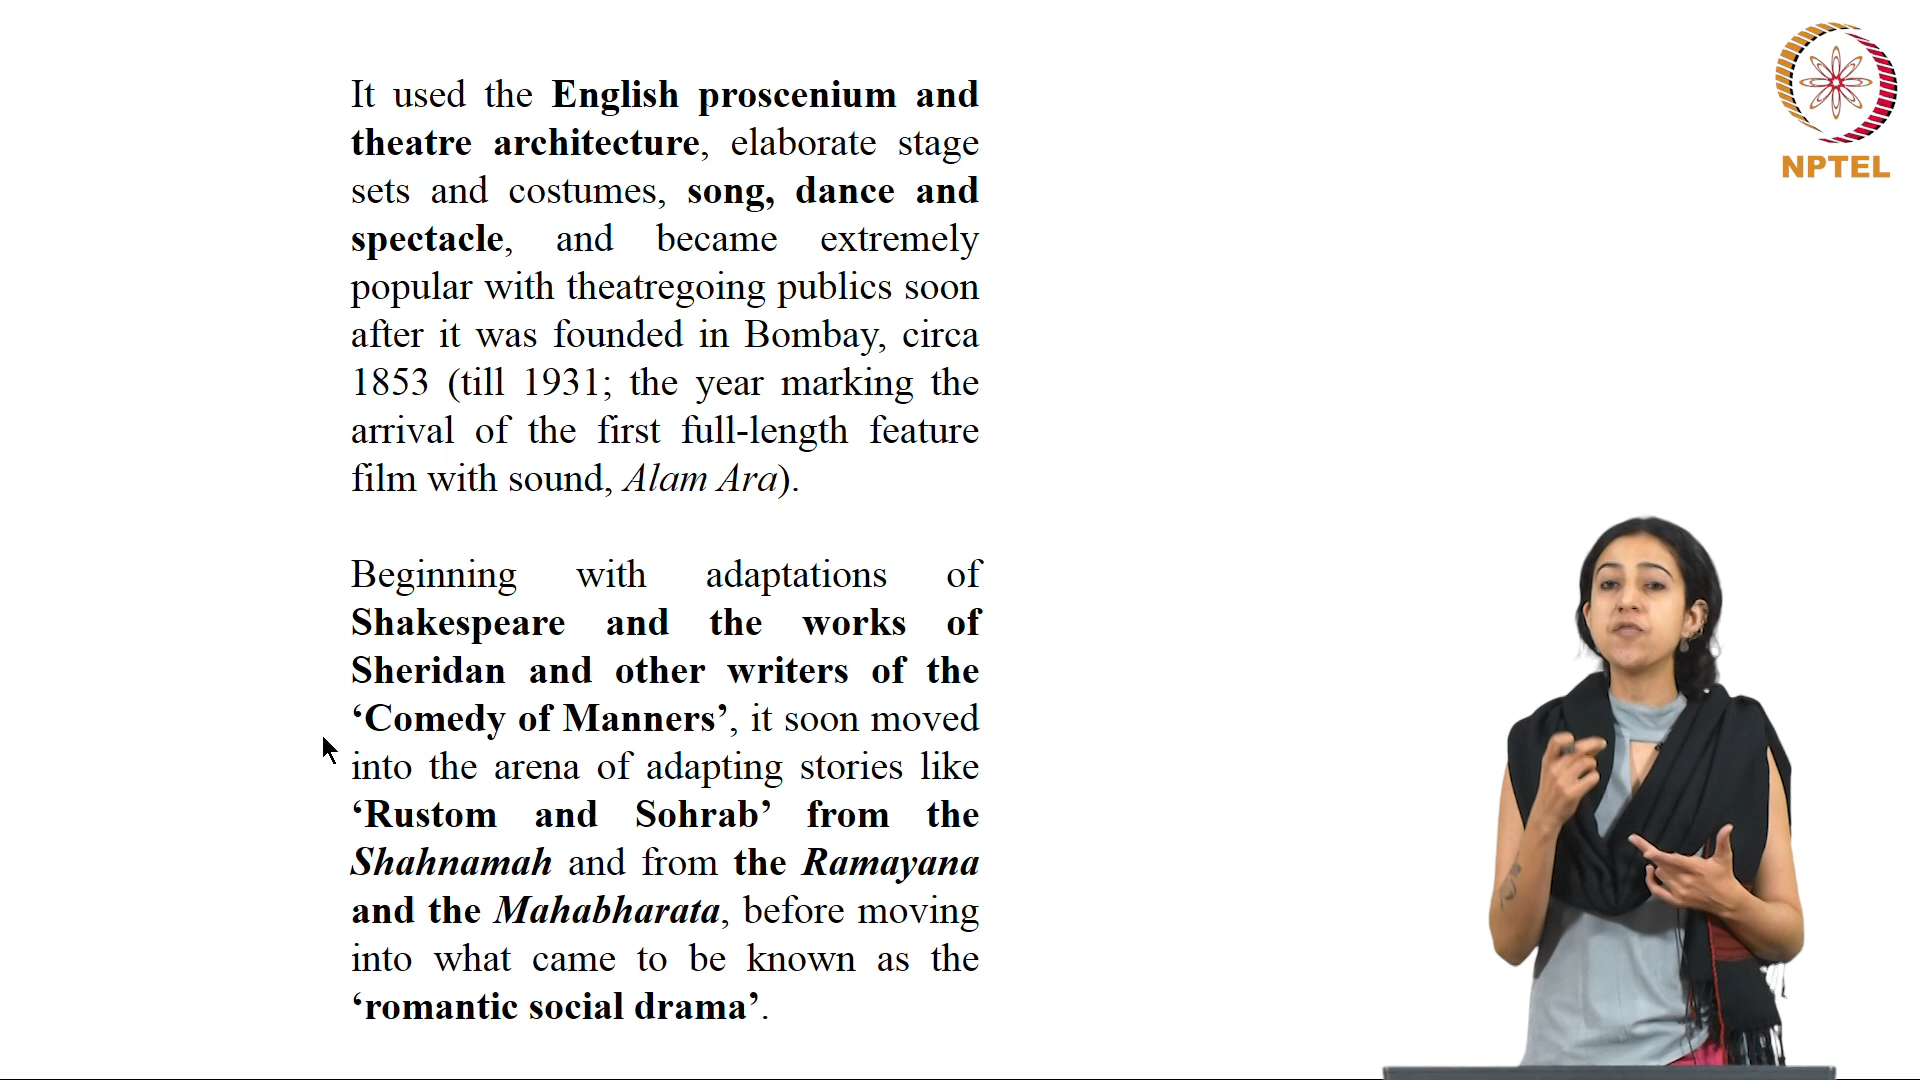 It used the English proscenium and
theatre architecture, elaborate stage
sets and costumes, song, dance and
spectacle, and became extremely
popular with theatregoing publics soon
after it was founded in Bombay, circa
1853 (till 1931; the year marking the
arrival of the first full-length feature
film with sound, Alam Ara).
Beginning with adaptations of
Shakespeare and the works of
Sheridan and other writers of the
‘Comedy of Manners’, it soon moved
into the arena of adapting stories like
‘Rustom and Sohrab’ from the
Shahnamah and from the Ramayana
and the Mahabharata, before moving
into what came to be known as the
‘romantic social drama’.
NPTEL